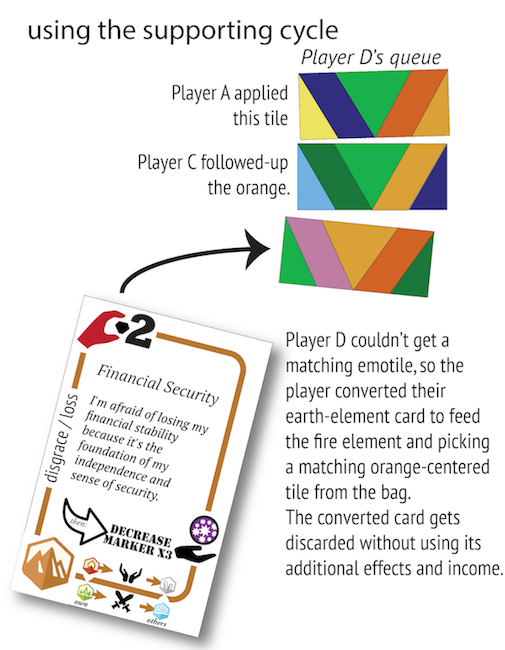 using the supporting cycle
Player D's queue
Player A applied
this tile
Player C followed-up
the orange.
2
Financial Security
I'm afraid of losing my
financial stability
because it's the
foundation of my
independence and
sense of security.
disgrace / loss
then:
DECREASE
MARKER X3
own
others
Player D couldn't get a
matching emotile, so the
player converted their
earth-element card to feed
the fire element and picking
a matching orange-centered
tile from the bag.
The converted card gets
discarded without using its
additional effects and income.